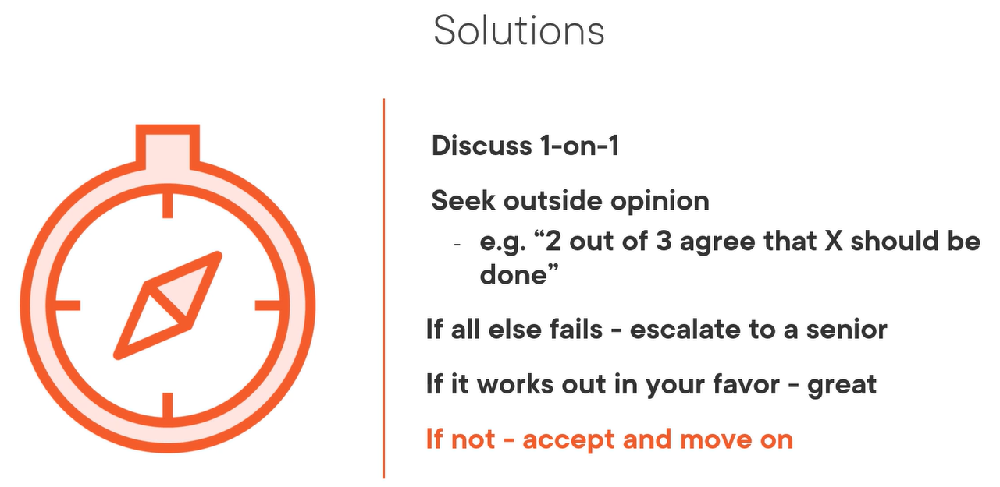 Solutions
Discuss 1-on-1
Seek outside opinion
- e.g. “2 out of 3 agree that X should be
done”
If all else fails - escalate to a senior
If it works out in your favor - great
If not - accept and move on